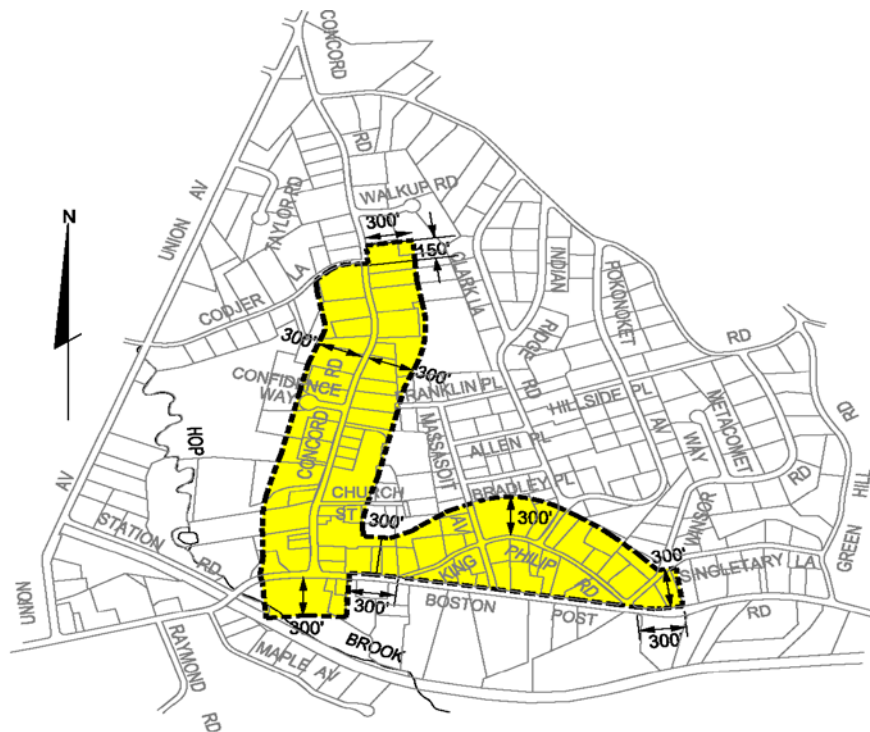 CONCORD
RD
N
UNION AV
TAYLOR RD
WALKUP RD
300'
150'
CODJER LA
CLARK LA
INDIAN
RIDGE
RD
POKONOKET
AV
RD
300'
300'
CONFIDENCE
WAY
CONCORD RD
RANKLIN PL
MASSASOIT
AV
HILLSIDE PL
METACOMET
WAY
ALLEN PL
BRADLEY PL
HOP
CHURCH
ST
300'
300'
WINSOR
RD
GREEN HILL RD
STATION RD
UNION AV
KING PHILIP RD
300'
SINGLETARY LA
300'
300'
BOSTON POST RD
300'
BROOK
MAPLE AV
RAYMOND RD